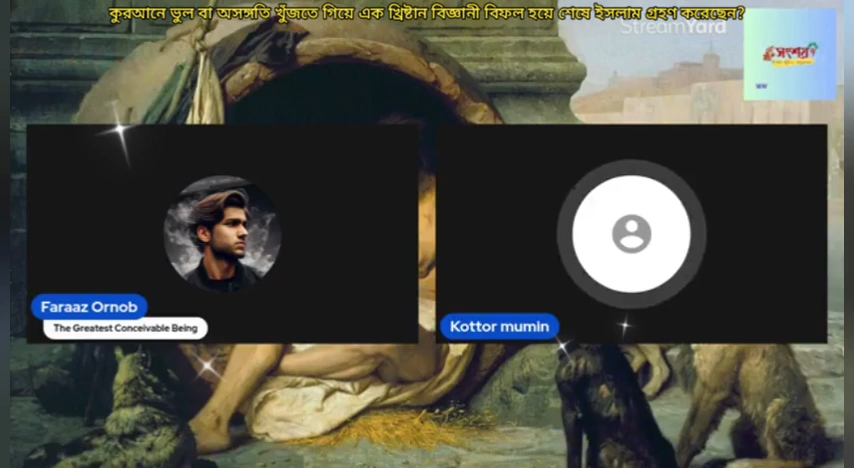 কুরআনে ভুল বা অসঙ্গতি খুঁজতে গিয়ে এক খ্রিষ্টান বিজ্ঞানী বিফল হয়ে শেষে ইসলাম গ্রহণ করেছেন?
StreamYard
সংশয়
Faraaz Ornob
The Greatest Conceivable Being
Kottor mumin